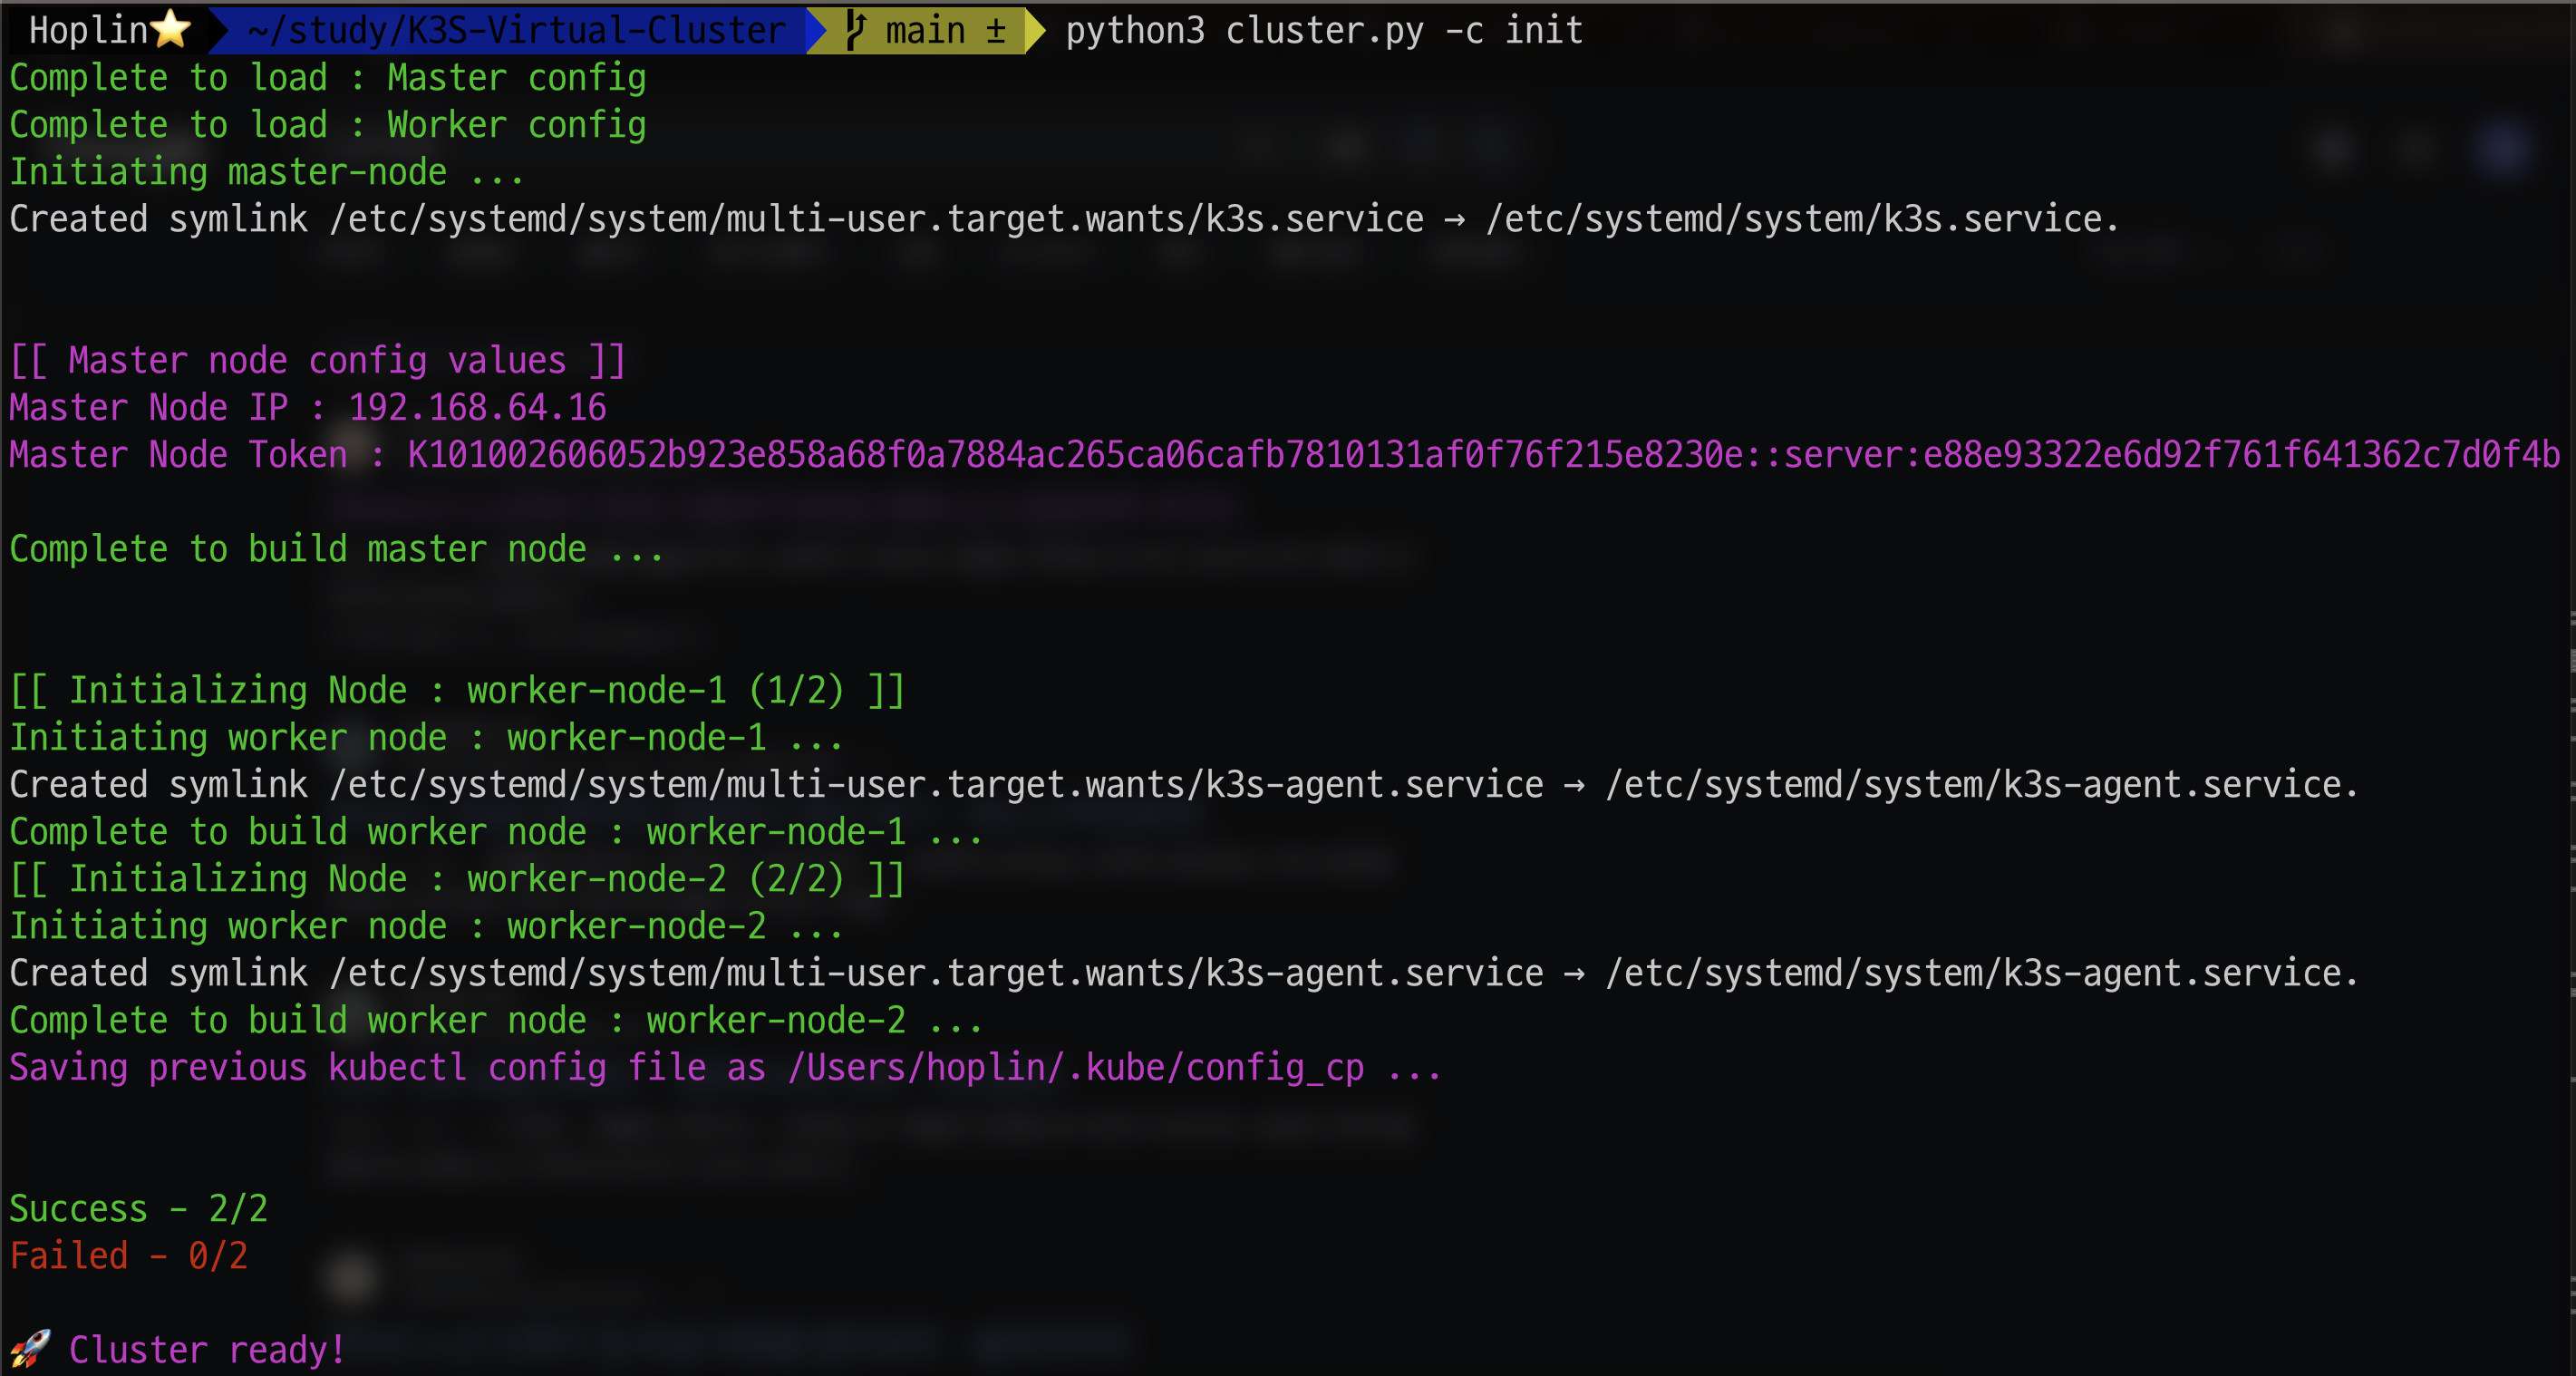 Hoplin⭐ ~/study/K3S-Virtual-Cluster main ± python3 cluster.py -c init
Complete to load : Master config
Complete to load : Worker config
Initiating master-node ...
Created symlink /etc/systemd/system/multi-user.target.wants/k3s.service → /etc/systemd/system/k3s.service.
[[ Master node config values ]]
Master Node IP : 192.168.64.16
Master Node Token : K101002606052b923e858a68f0a7884ac265ca06cafb7810131af0f76f215e8230e::server:e88e93322e6d92f761f641362c7d0f4b
Complete to build master node ...
[[ Initializing Node : worker-node-1 (1/2) ]]
Initiating worker node : worker-node-1 ...
Created symlink /etc/systemd/system/multi-user.target.wants/k3s-agent.service → /etc/systemd/system/k3s-agent.service.
Complete to build worker node : worker-node-1 ...
[[ Initializing Node : worker-node-2 (2/2) ]]
Initiating worker node : worker-node-2 ...
Created symlink /etc/systemd/system/multi-user.target.wants/k3s-agent.service → /etc/systemd/system/k3s-agent.service.
Complete to build worker node : worker-node-2 ...
Saving previous kubectl config file as /Users/hoplin/.kube/config_cp ...
Success - 2/2
Failed - 0/2
🚀 Cluster ready!